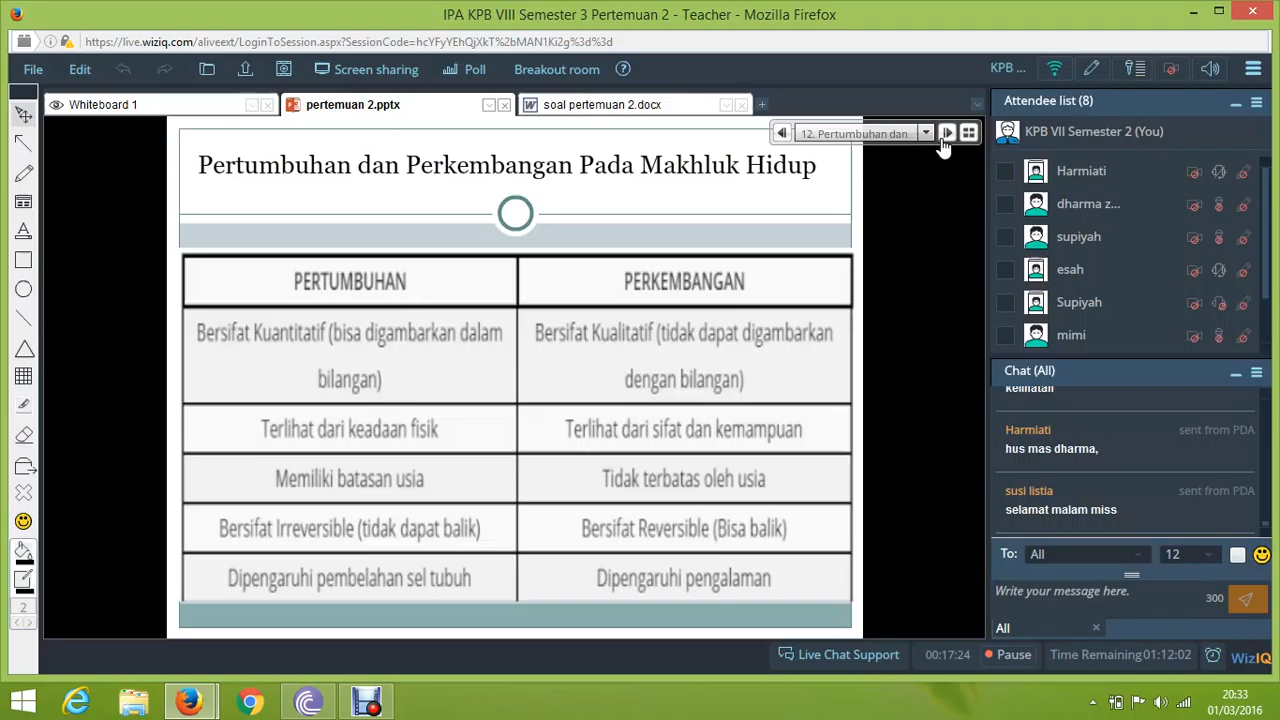 IPA KPB VIII Semester 3 Pertemuan 2 - Teacher - Mozilla Firefox
https://live.wiziq.com/aliveext/LoginToSession.aspx?SessionCode=hcYFyYEhQjXkT%2bMAN1Ki2g%3d%3d
File Edit Screen sharing Poll Breakout room ? KPB ...
Whiteboard 1 pertemuan 2.pptx soal pertemuan 2.docx
12. Pertumbuhan dan
Pertumbuhan dan Perkembangan Pada Makhluk Hidup
PERTUMBUHAN PERKEMBANGAN
Bersifat Kuantitatif (bisa digambarkan dalam
bilangan)
Bersifat Kualitatif (tidak dapat digambarkan
dengan bilangan)
Terlihat dari keadaan fisik Terlihat dari sifat dan kemampuan
Memiliki batasan usia Tidak terbatas oleh usia
Bersifat Irreversible (tidak dapat balik) Bersifat Reversible (Bisa balik)
Dipengaruhi pembelahan sel tubuh Dipengaruhi pengalaman
2
Attendee list (8)
KPB VII Semester 2 (You)
Harmiati
dharma z...
supiyah
esah
Supiyah
mimi
Chat (All)
Harmiati sent from PDA
hus mas dharma,
susi listia sent from PDA
selamat malam miss
To: All 12
Write your message here. 300
All
Live Chat Support 00:17:24 Pause Time Remaining 01:12:02 WizIQ
20:33
01/03/2016